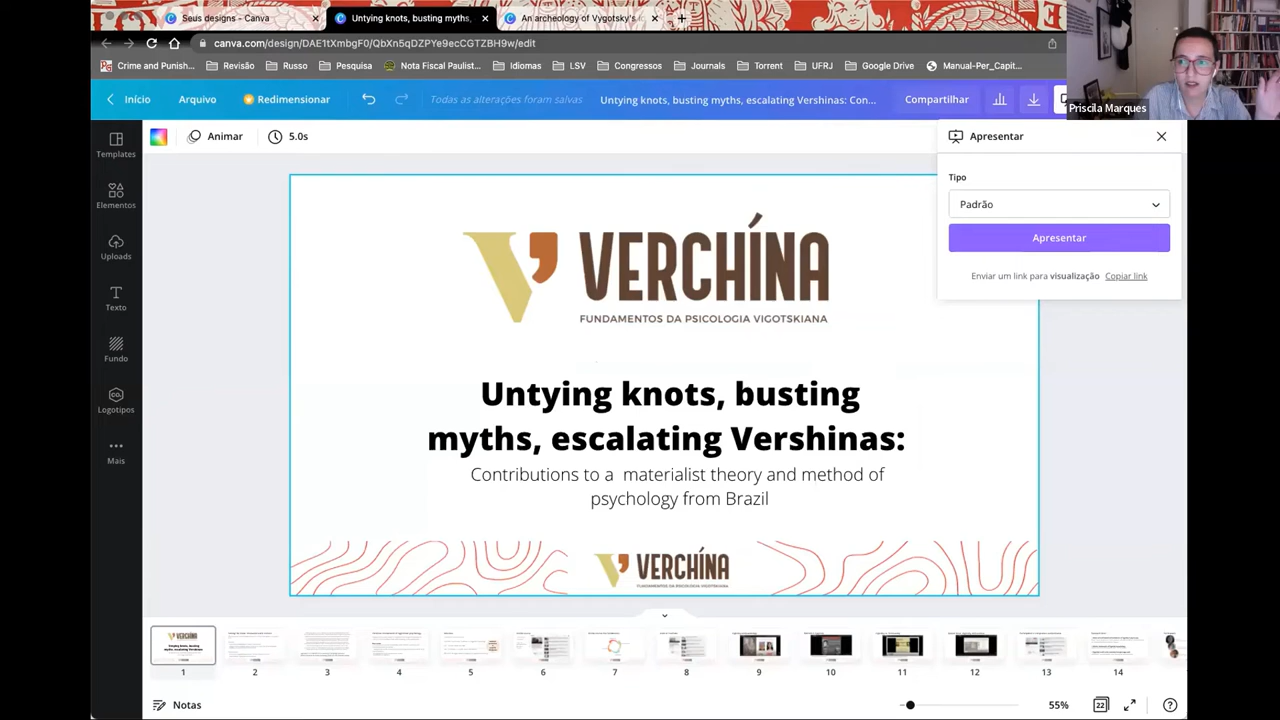 Seus designs - Canva
Untying knots, busting myths,
An archeology of Vygotsky's
canva.com/design/DAE1tXmbgF0/QbXn5qDZPYe9ecCGTZBH9w/edit
Crime and Punish... Revisão Russo Pesquisa Nota Fiscal Paulist... Idiomas LSV Congressos Journals Torrent UFRJ Google Drive Manual-Per_Capit...
Priscila Marques
Início Arquivo Redimensionar Todas as alterações foram salvas Untying knots, busting myths, escalating Vershinas: Con... Compartilhar
Animar 5.0s
Apresentar
Tipo
Padrão
Apresentar
Enviar um link para visualização Copiar link
Templates
Elementos
Uploads
Texto
Fundo
Logotipos
Mais
VERCHÍNA
FUNDAMENTOS DA PSICOLOGIA VIGOTSKIANA
Untying knots, busting
myths, escalating Vershinas:
Contributions to a materialist theory and method of
psychology from Brazil
VERCHÍNA
FUNDAMENTOS DA PSICOLOGIA VIGOTSKIANA
1 2 3 4 5 6 7 8 9 10 11 12 13 14
Notas 55% 22